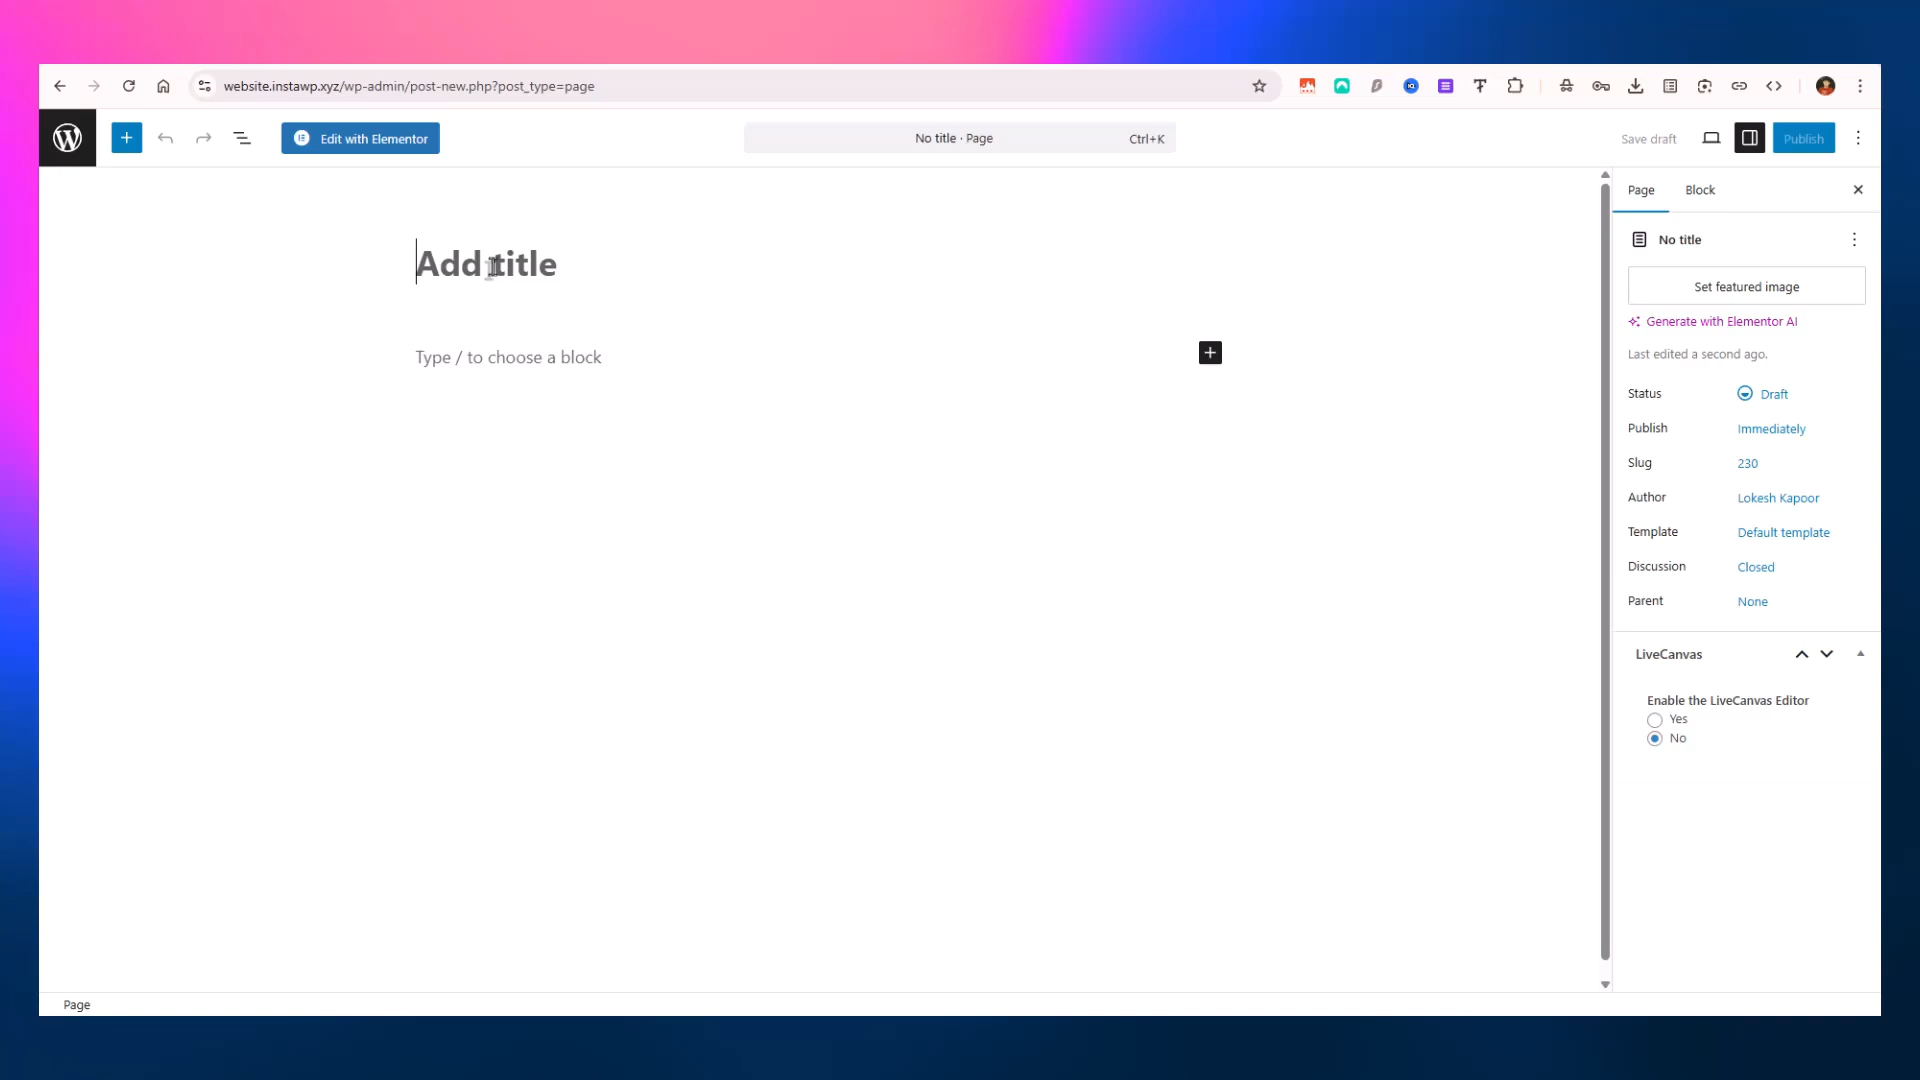 website.instawp.xyz/wp-admin/post-new.php?post_type=page
Edit with Elementor
No title · Page
Ctrl+K
Save draft
Publish
Page
Block
Add title
No title
Set featured image
Generate with Elementor AI
Type / to choose a block
Last edited a second ago.
Status
Draft
Publish
Immediately
Slug
230
Author
Lokesh Kapoor
Template
Default template
Discussion
Closed
Parent
None
LiveCanvas
Enable the LiveCanvas Editor
Yes
No
Page